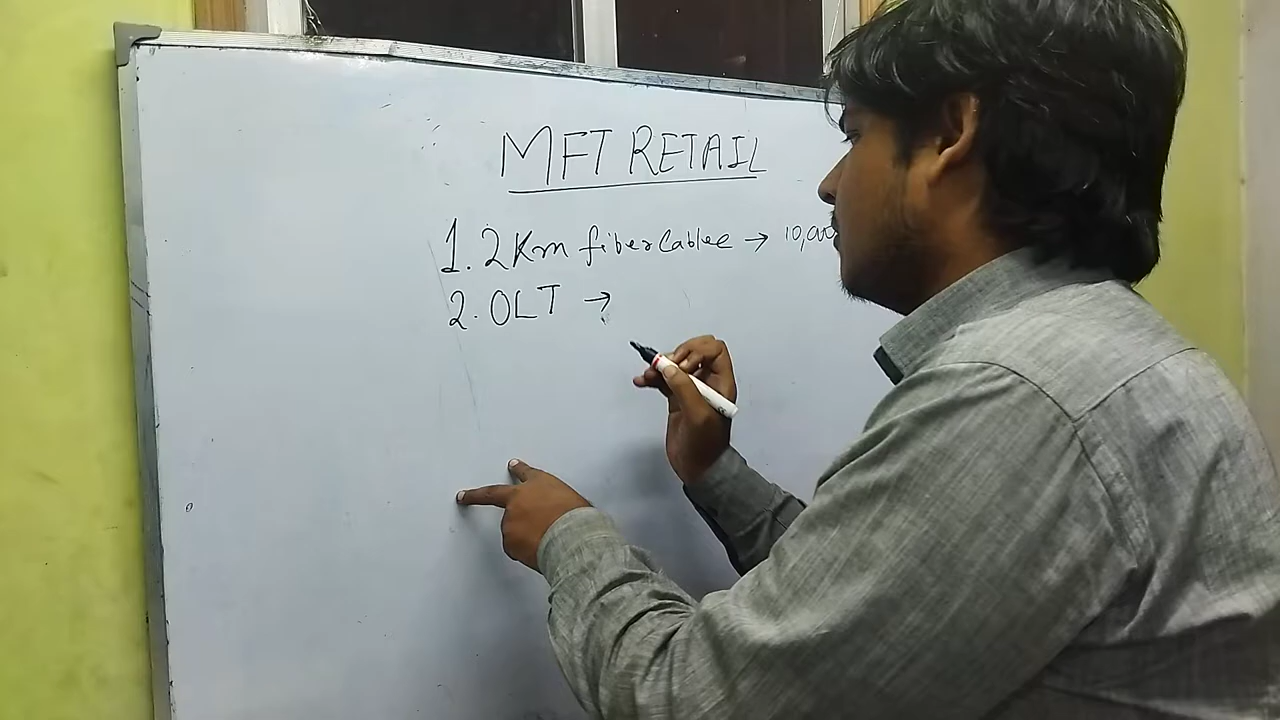 MFT RETAIL
1. 2Km fiber Cablee → 10,000
2. OLT →